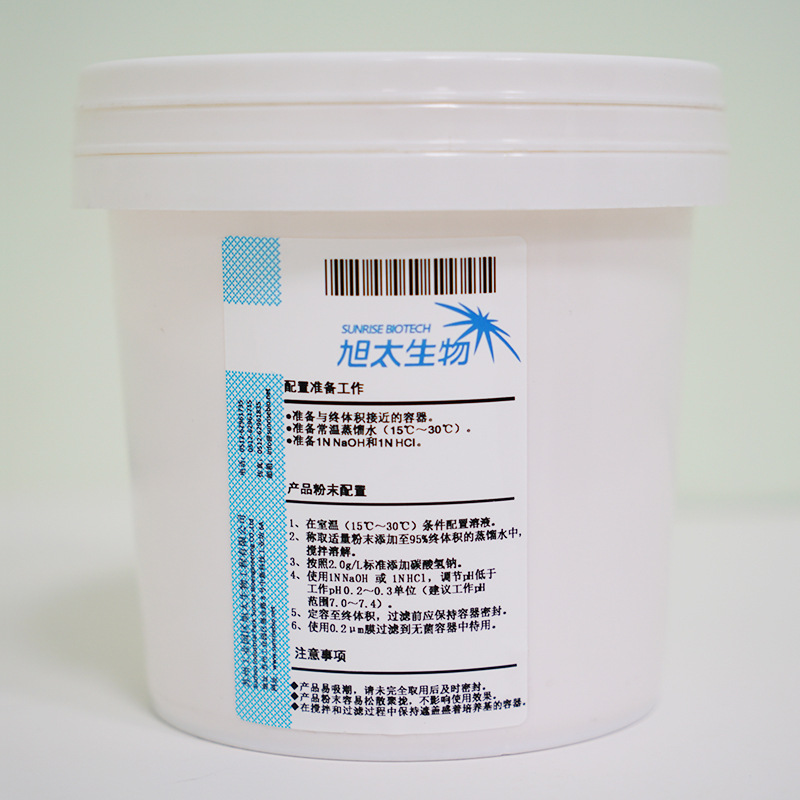 SUNRISE BIOTECH
旭太生物
配置准备工作
●准备与终体积接近的容器。
●准备常温蒸馏水（15℃～30℃）。
●准备1N NaOH和1N HCl。
产品粉末配置
1、在室温（15℃～30℃）条件配置溶液。
2、称取适量粉末添加至95%终体积的蒸馏水中，
搅拌溶解。
3、按照2.0g/L标准添加碳酸氢钠。
4、使用1N NaOH 或 1N HCl，调节pH低于
工作pH 0.2～0.3单位（建议工作pH
范围7.0～7.4）。
5、定容至终体积，过滤前应保持容器密封。
6、使用0.2μm膜过滤到无菌容器中待用。
注意事项
◆产品易吸潮，请未完全取用后及时密封。
◆产品粉末容易松散聚拢，不影响使用效果。
◆在搅拌和过滤过程中保持遮盖盛着培养基的容器。